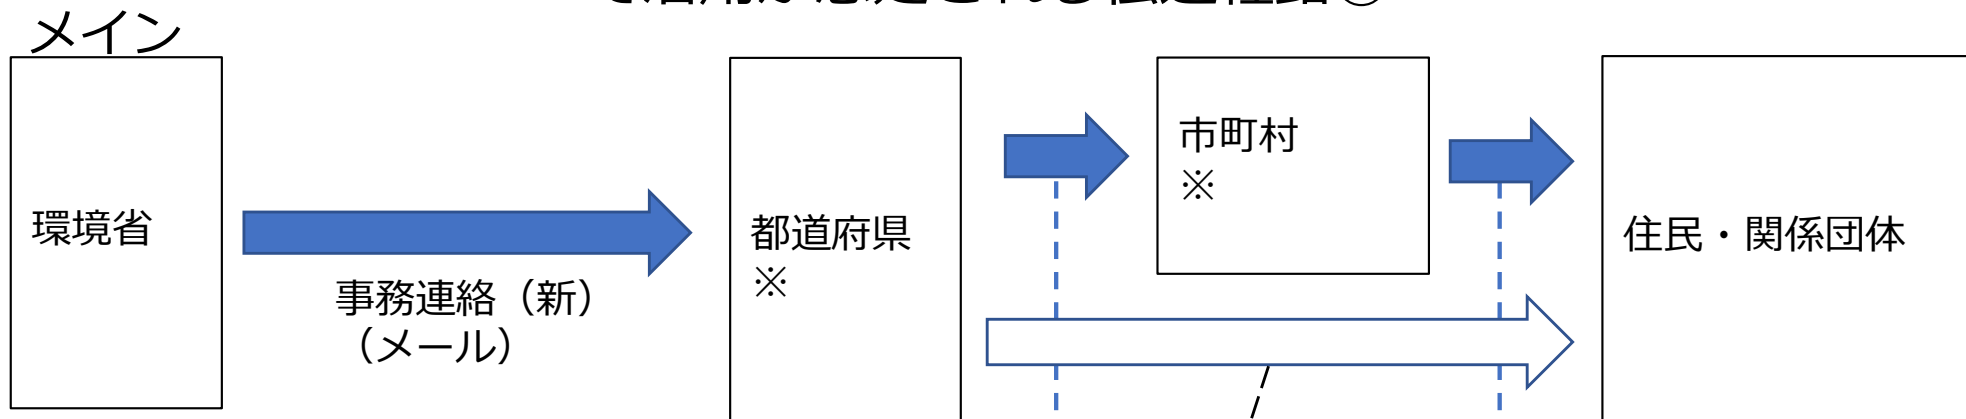 メイン
環境省
事務連絡（新）
（メール）
都道府県
※
市町村
※
住民・関係団体